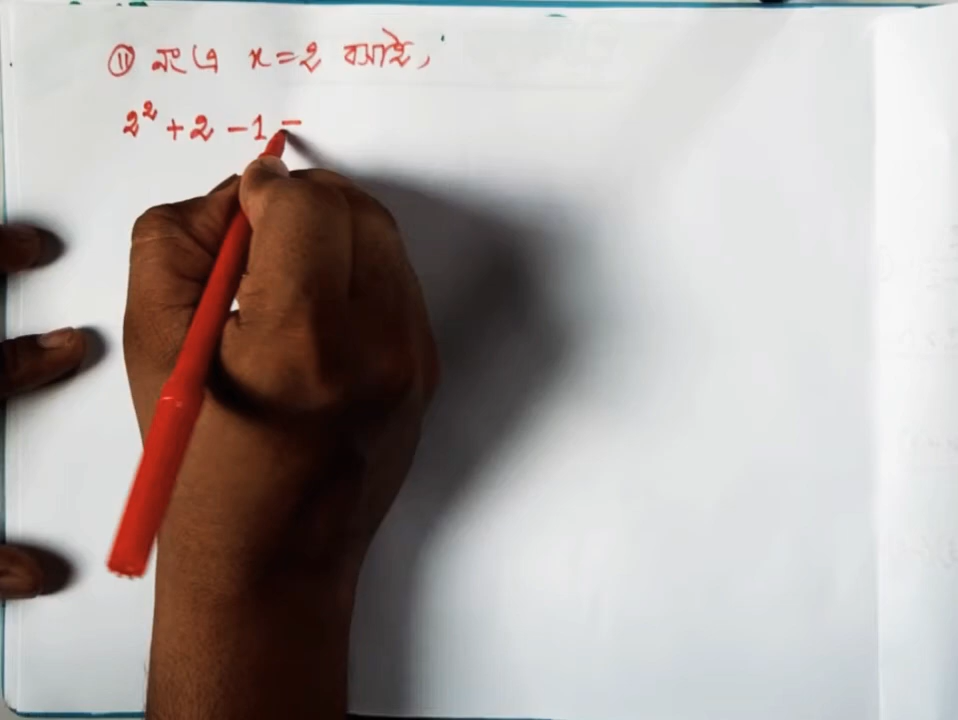 ⑪ নং এ x=2 বসাই,
2² + 2 - 1 =